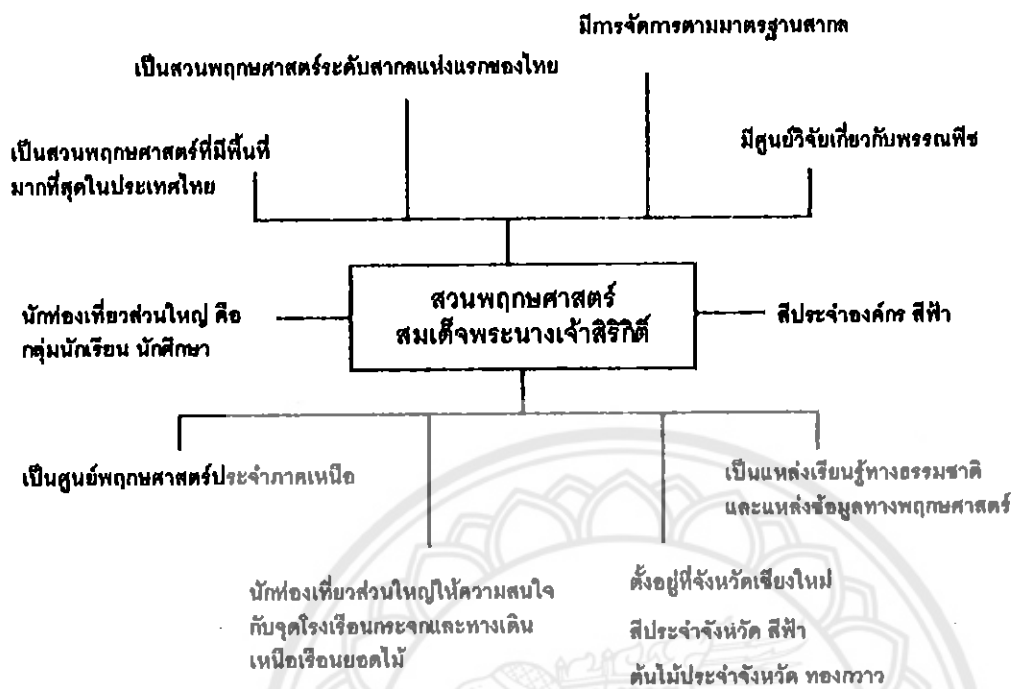 มีการจัดการตามมาตรฐานสากล
เป็นสวนพฤกษศาสตร์ระดับสากลแห่งแรกของไทย
เป็นสวนพฤกษศาสตร์ที่มีพื้นที่
มากที่สุดในประเทศไทย
มีศูนย์วิจัยเกี่ยวกับพรรณพืช
สวนพฤกษศาสตร์
สมเด็จพระนางเจ้าสิริกิติ์
นักท่องเที่ยวส่วนใหญ่ คือ
กลุ่มนักเรียน นักศึกษา
สีประจำองค์กร สีฟ้า
เป็นศูนย์พฤกษศาสตร์ประจำภาคเหนือ
เป็นแหล่งเรียนรู้ทางธรรมชาติ
และแหล่งข้อมูลทางพฤกษศาสตร์
นักท่องเที่ยวส่วนใหญ่ให้ความสนใจ
กับจุดโรงเรือนกระจกและทางเดิน
เหนือเรือนยอดไม้
ตั้งอยู่ที่จังหวัดเชียงใหม่
สีประจำจังหวัด สีฟ้า
ต้นไม้ประจำจังหวัด ทองกวาว